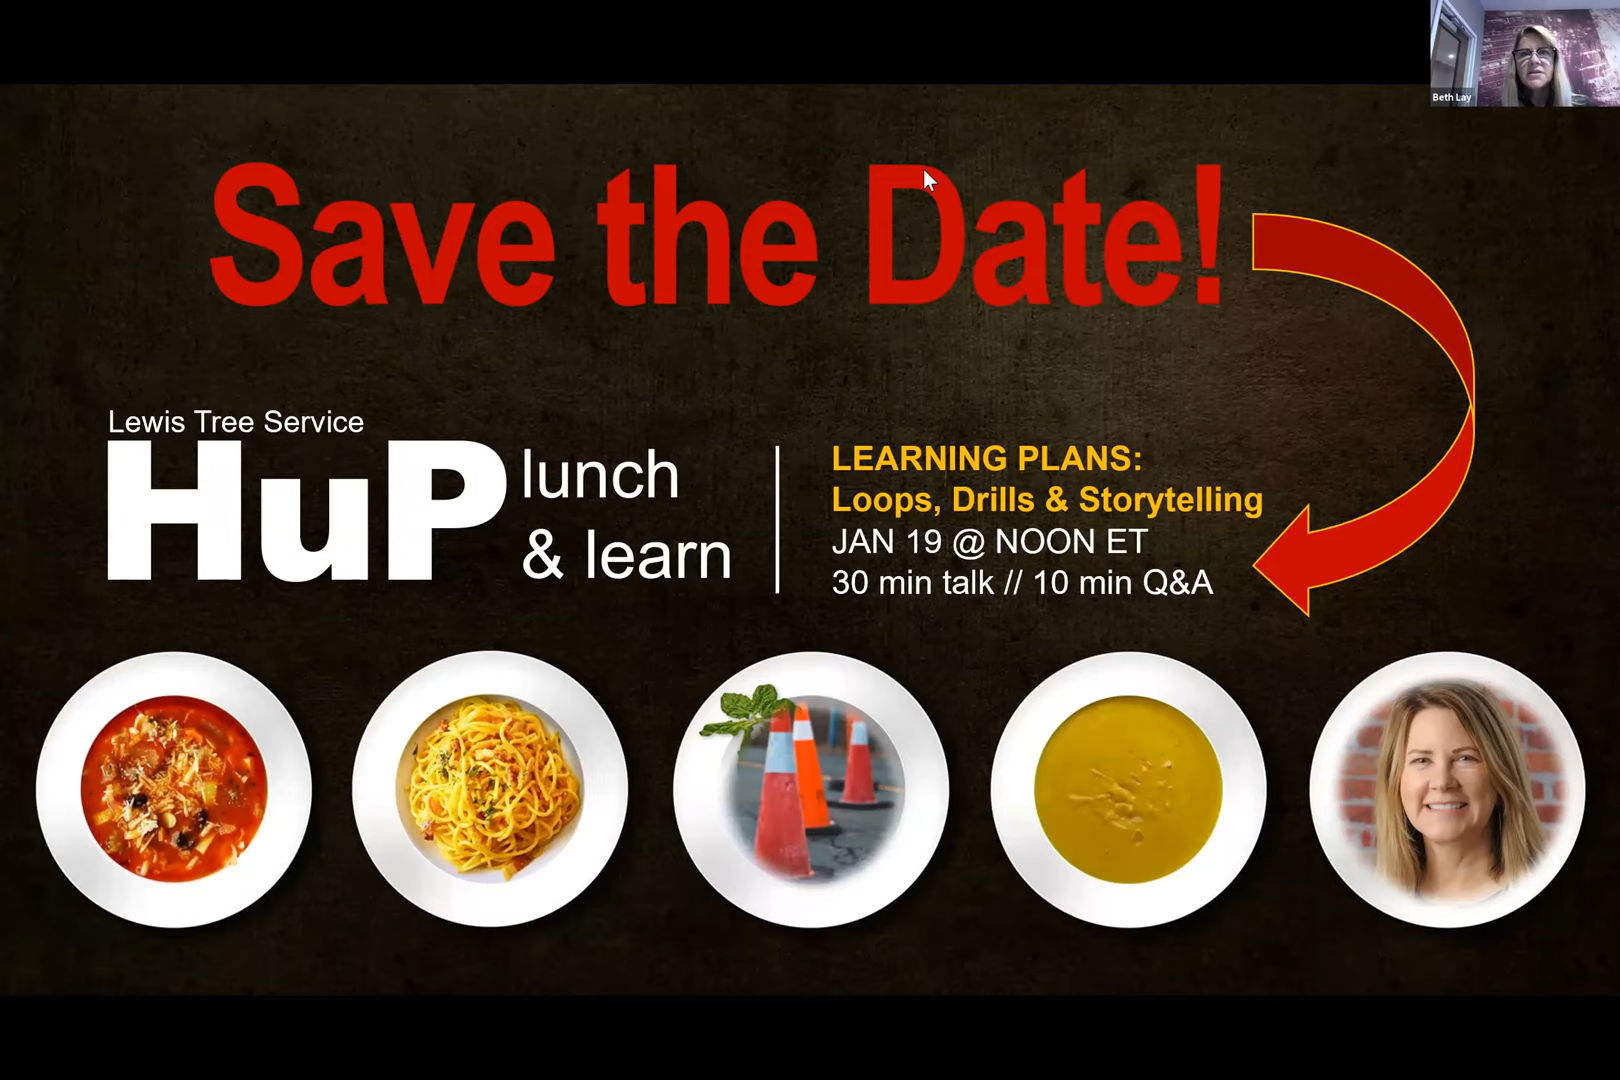 Beth Lay
Save the Date!
Lewis Tree Service
HuP lunch
& learn
LEARNING PLANS:
Loops, Drills & Storytelling
JAN 19 @ NOON ET
30 min talk // 10 min Q&A